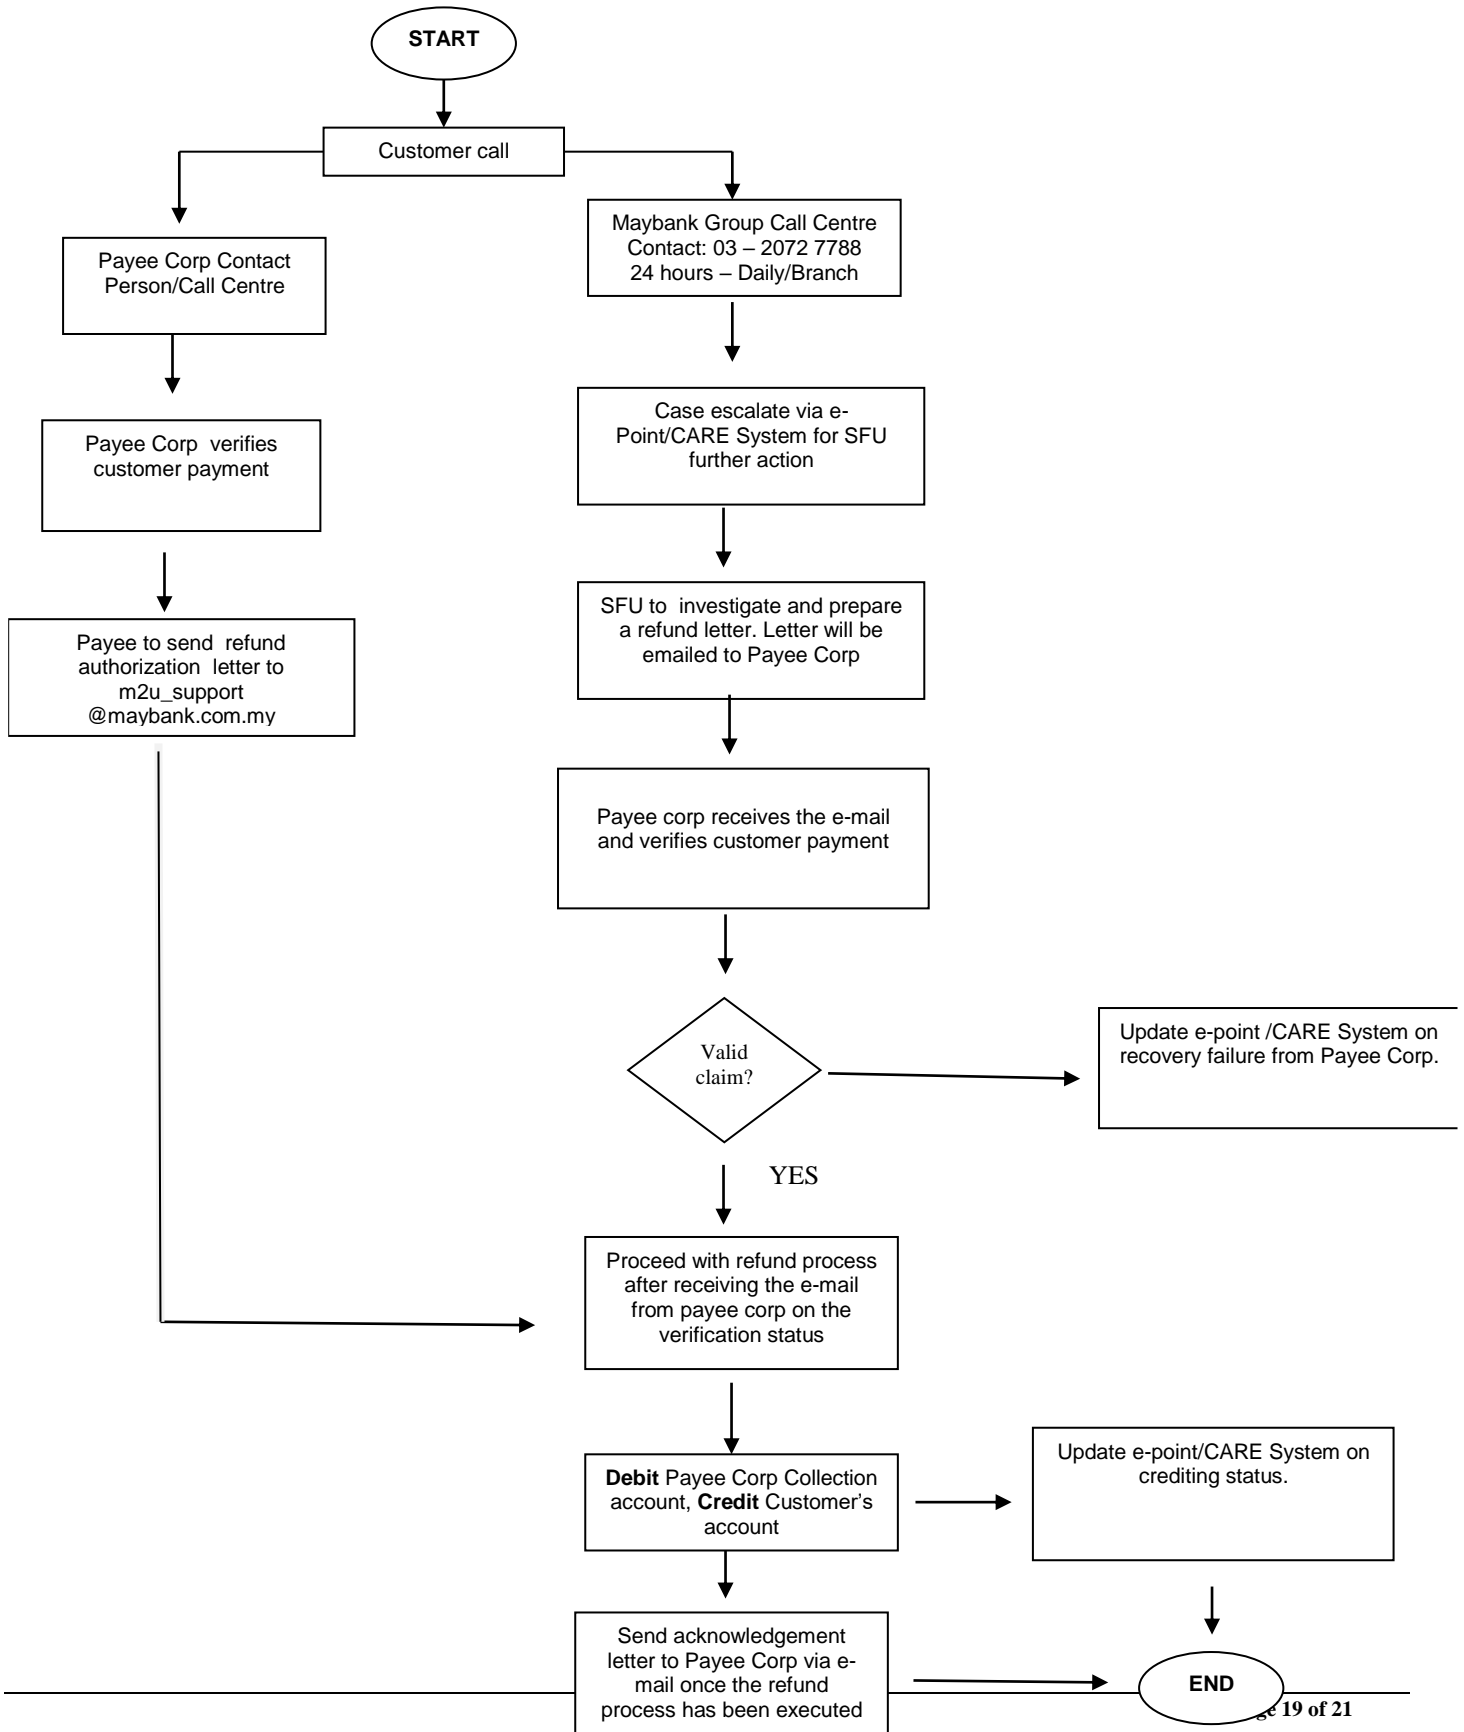 START
Customer call
Maybank Group Call Centre
Contact: 03 – 2072 7788
24 hours – Daily/Branch
Payee Corp Contact
Person/Call Centre
Case escalate via e-
Point/CARE System for SFU
further action
Payee Corp verifies
customer payment
SFU to investigate and prepare
a refund letter. Letter will be
emailed to Payee Corp
Payee to send refund
authorization letter to
m2u_support
@maybank.com.my
Payee corp receives the e-mail
and verifies customer payment
Valid
claim?
Update e-point /CARE System on
recovery failure from Payee Corp.
YES
Proceed with refund process
after receiving the e-mail
from payee corp on the
verification status
Debit Payee Corp Collection
account, Credit Customer’s
account
Update e-point/CARE System on
crediting status.
Send acknowledgement
letter to Payee Corp via e-
mail once the refund
process has been executed
END
19 of 21